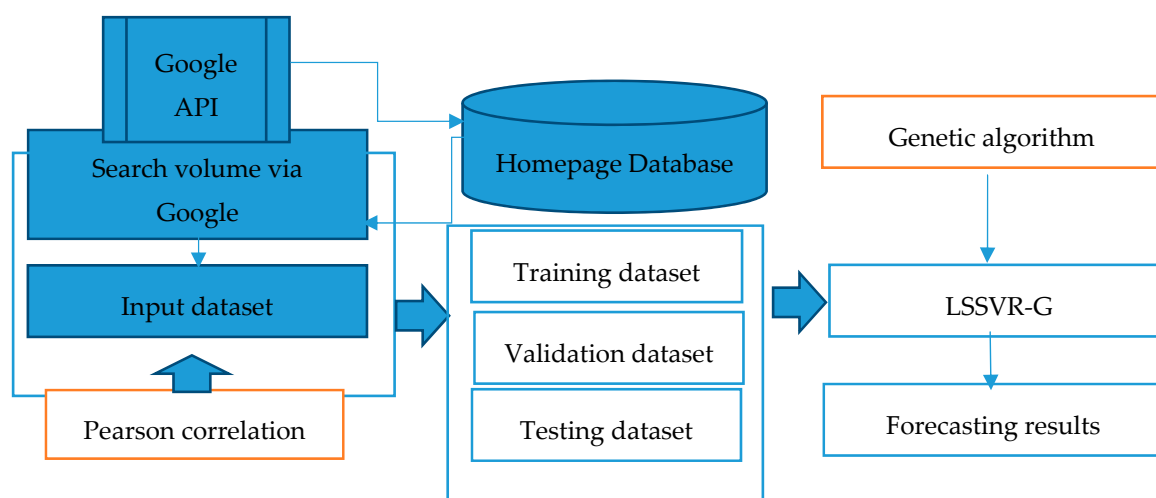 Google
API
Search volume via
Google
Input dataset
Pearson correlation
Homepage Database
Training dataset
Validation dataset
Testing dataset
Genetic algorithm
LSSVR-G
Forecasting results